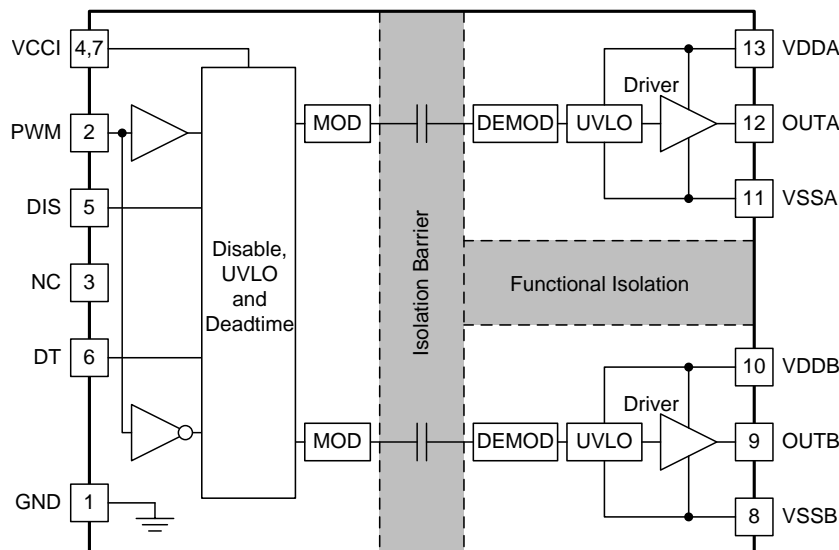 VCCI 4,7
PWM 2
DIS 5
NC 3
DT 6
GND 1
Disable,
UVLO
and
Deadtime
MOD
MOD
Isolation Barrier
Functional Isolation
DEMOD
UVLO
Driver
13 VDDA
12 OUTA
11 VSSA
DEMOD
UVLO
Driver
10 VDDB
9 OUTB
8 VSSB